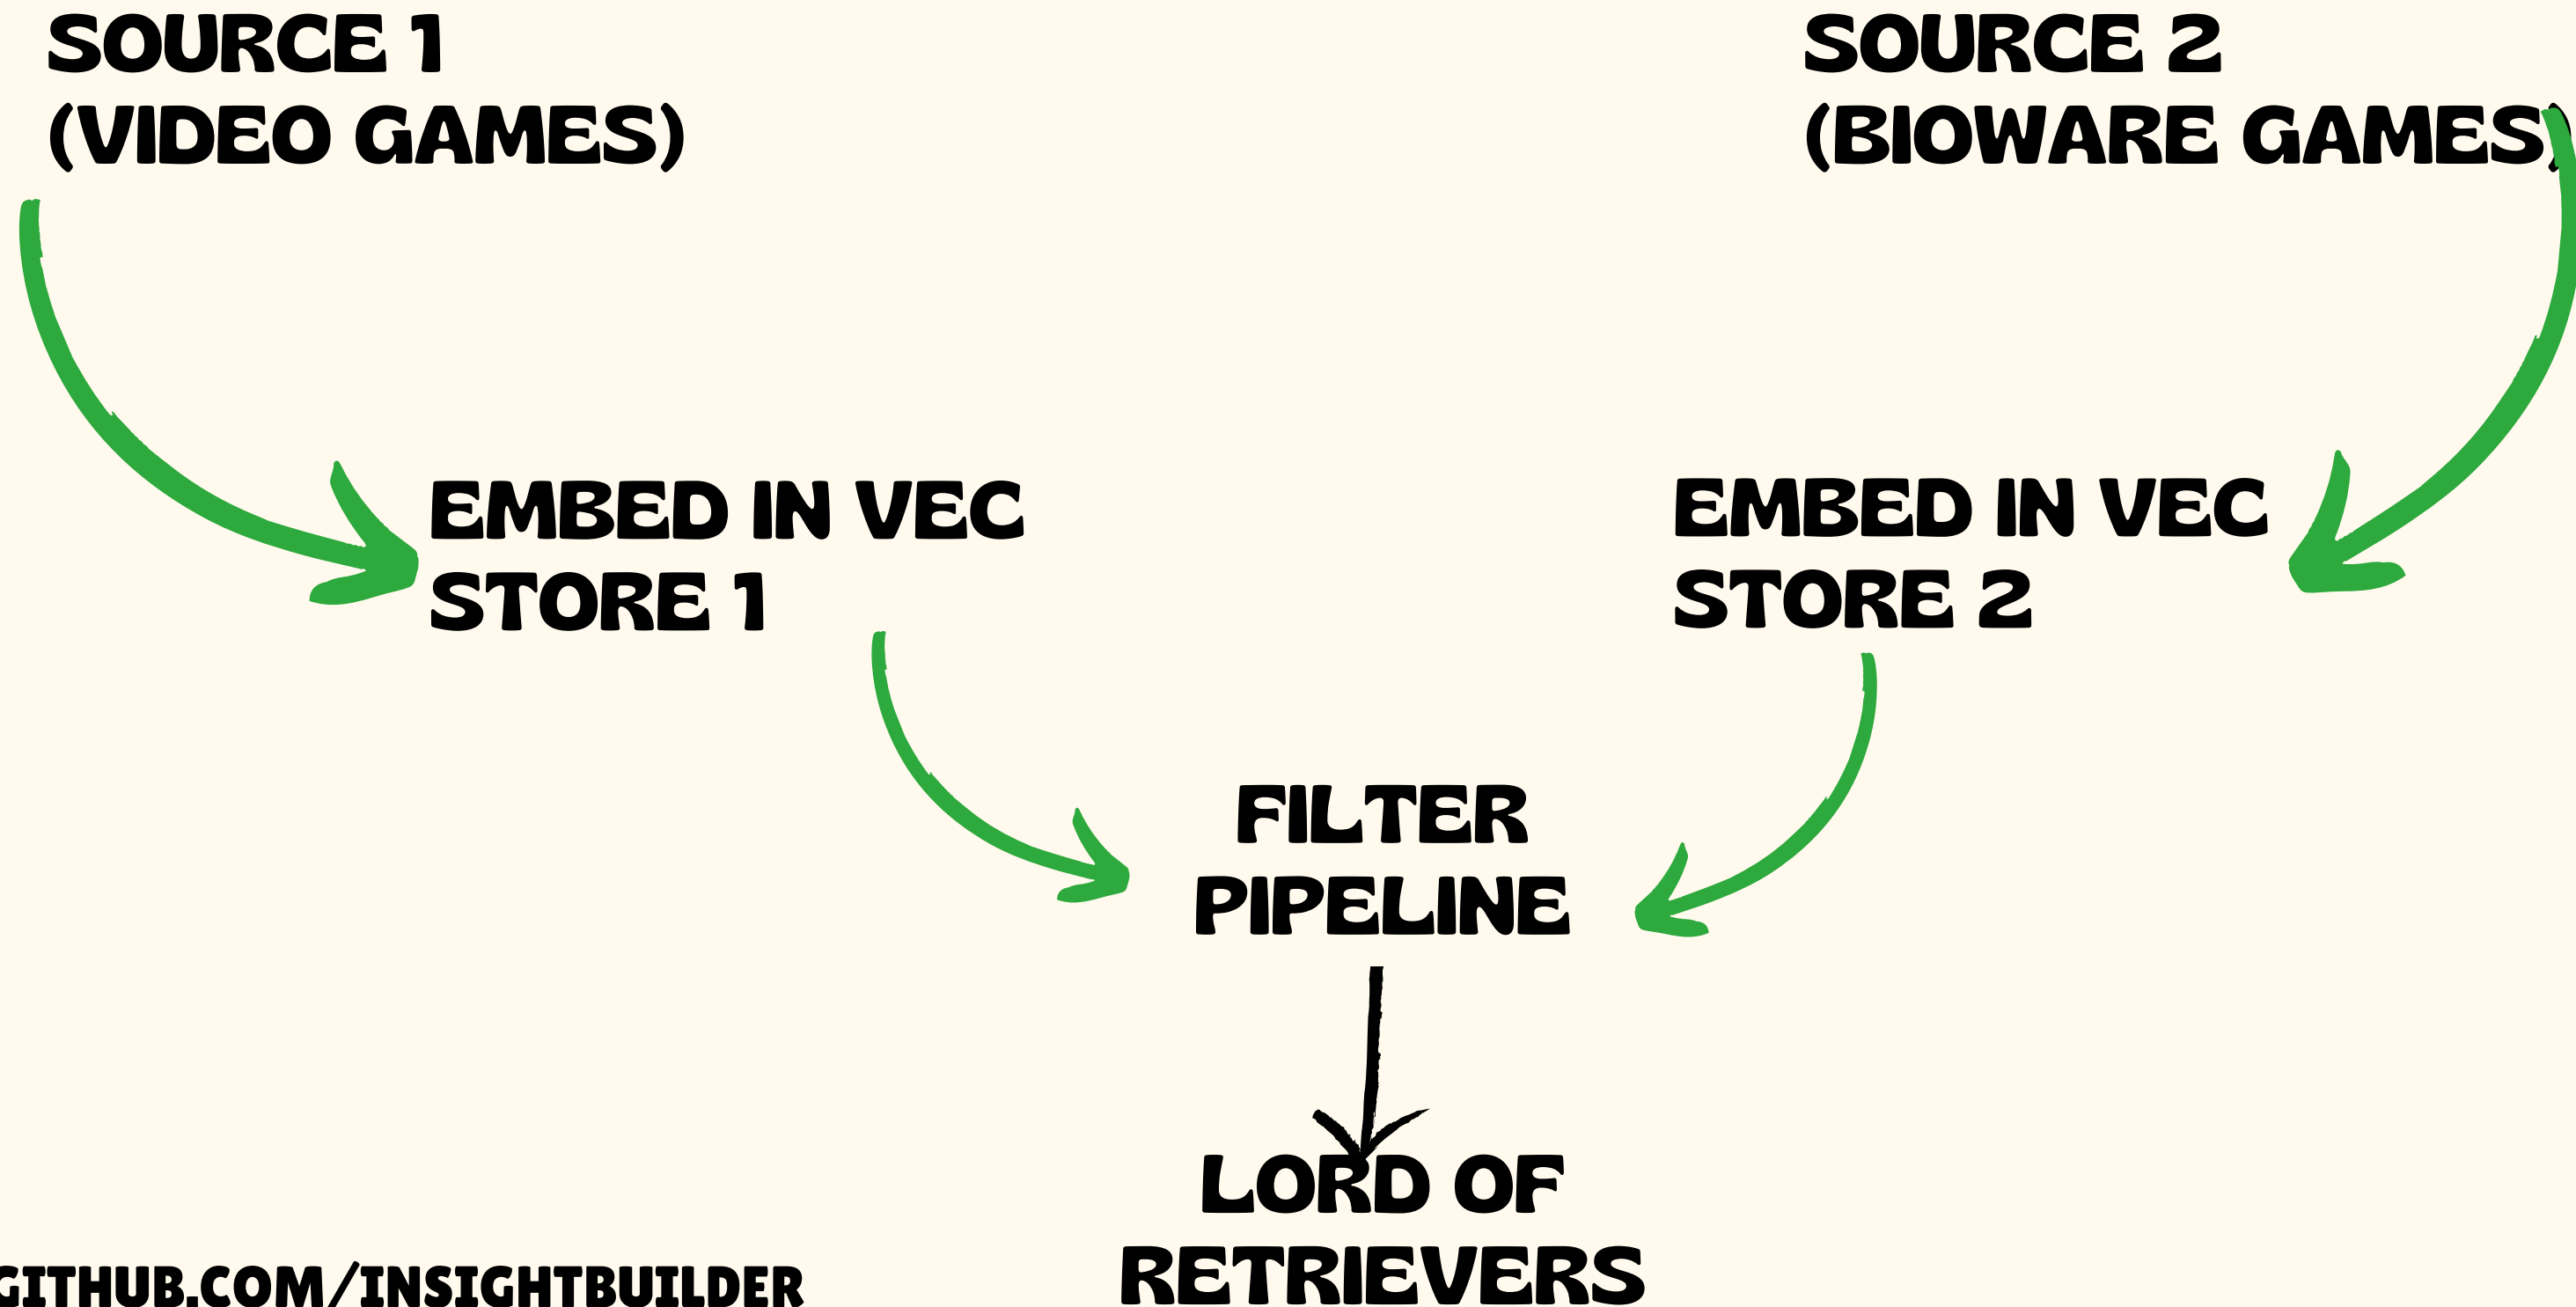 SOURCE 1
(VIDEO GAMES)
SOURCE 2
(BIOWARE GAMES)
EMBED IN VEC
STORE 1
EMBED IN VEC
STORE 2
FILTER
PIPELINE
LORD OF
RETRIEVERS
GITHUB.COM/INSIGHTBUILDER